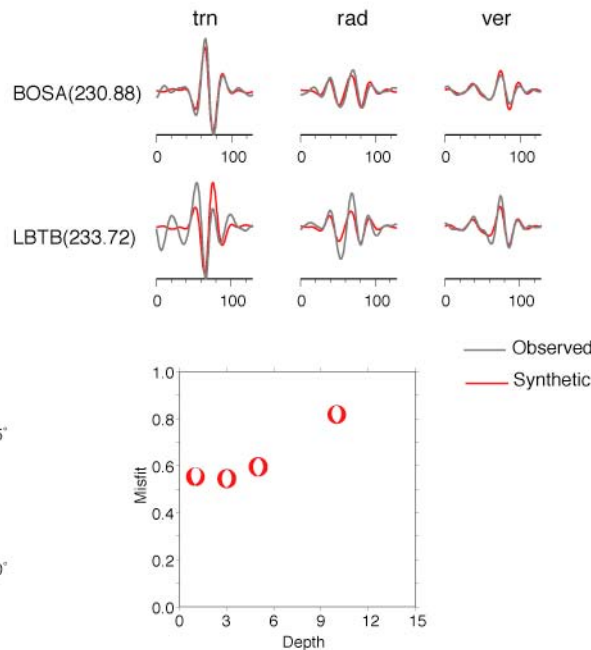 trn rad ver
BOSA(230.88)
0 100 0 100 0 100
LBTB(233.72)
0 100 0 100 0 100
Observed
Synthetic
1.0
0.8
0.6
0.4
0.2
0.0
Misfit
0 3 6 9 12 15
Depth
0°